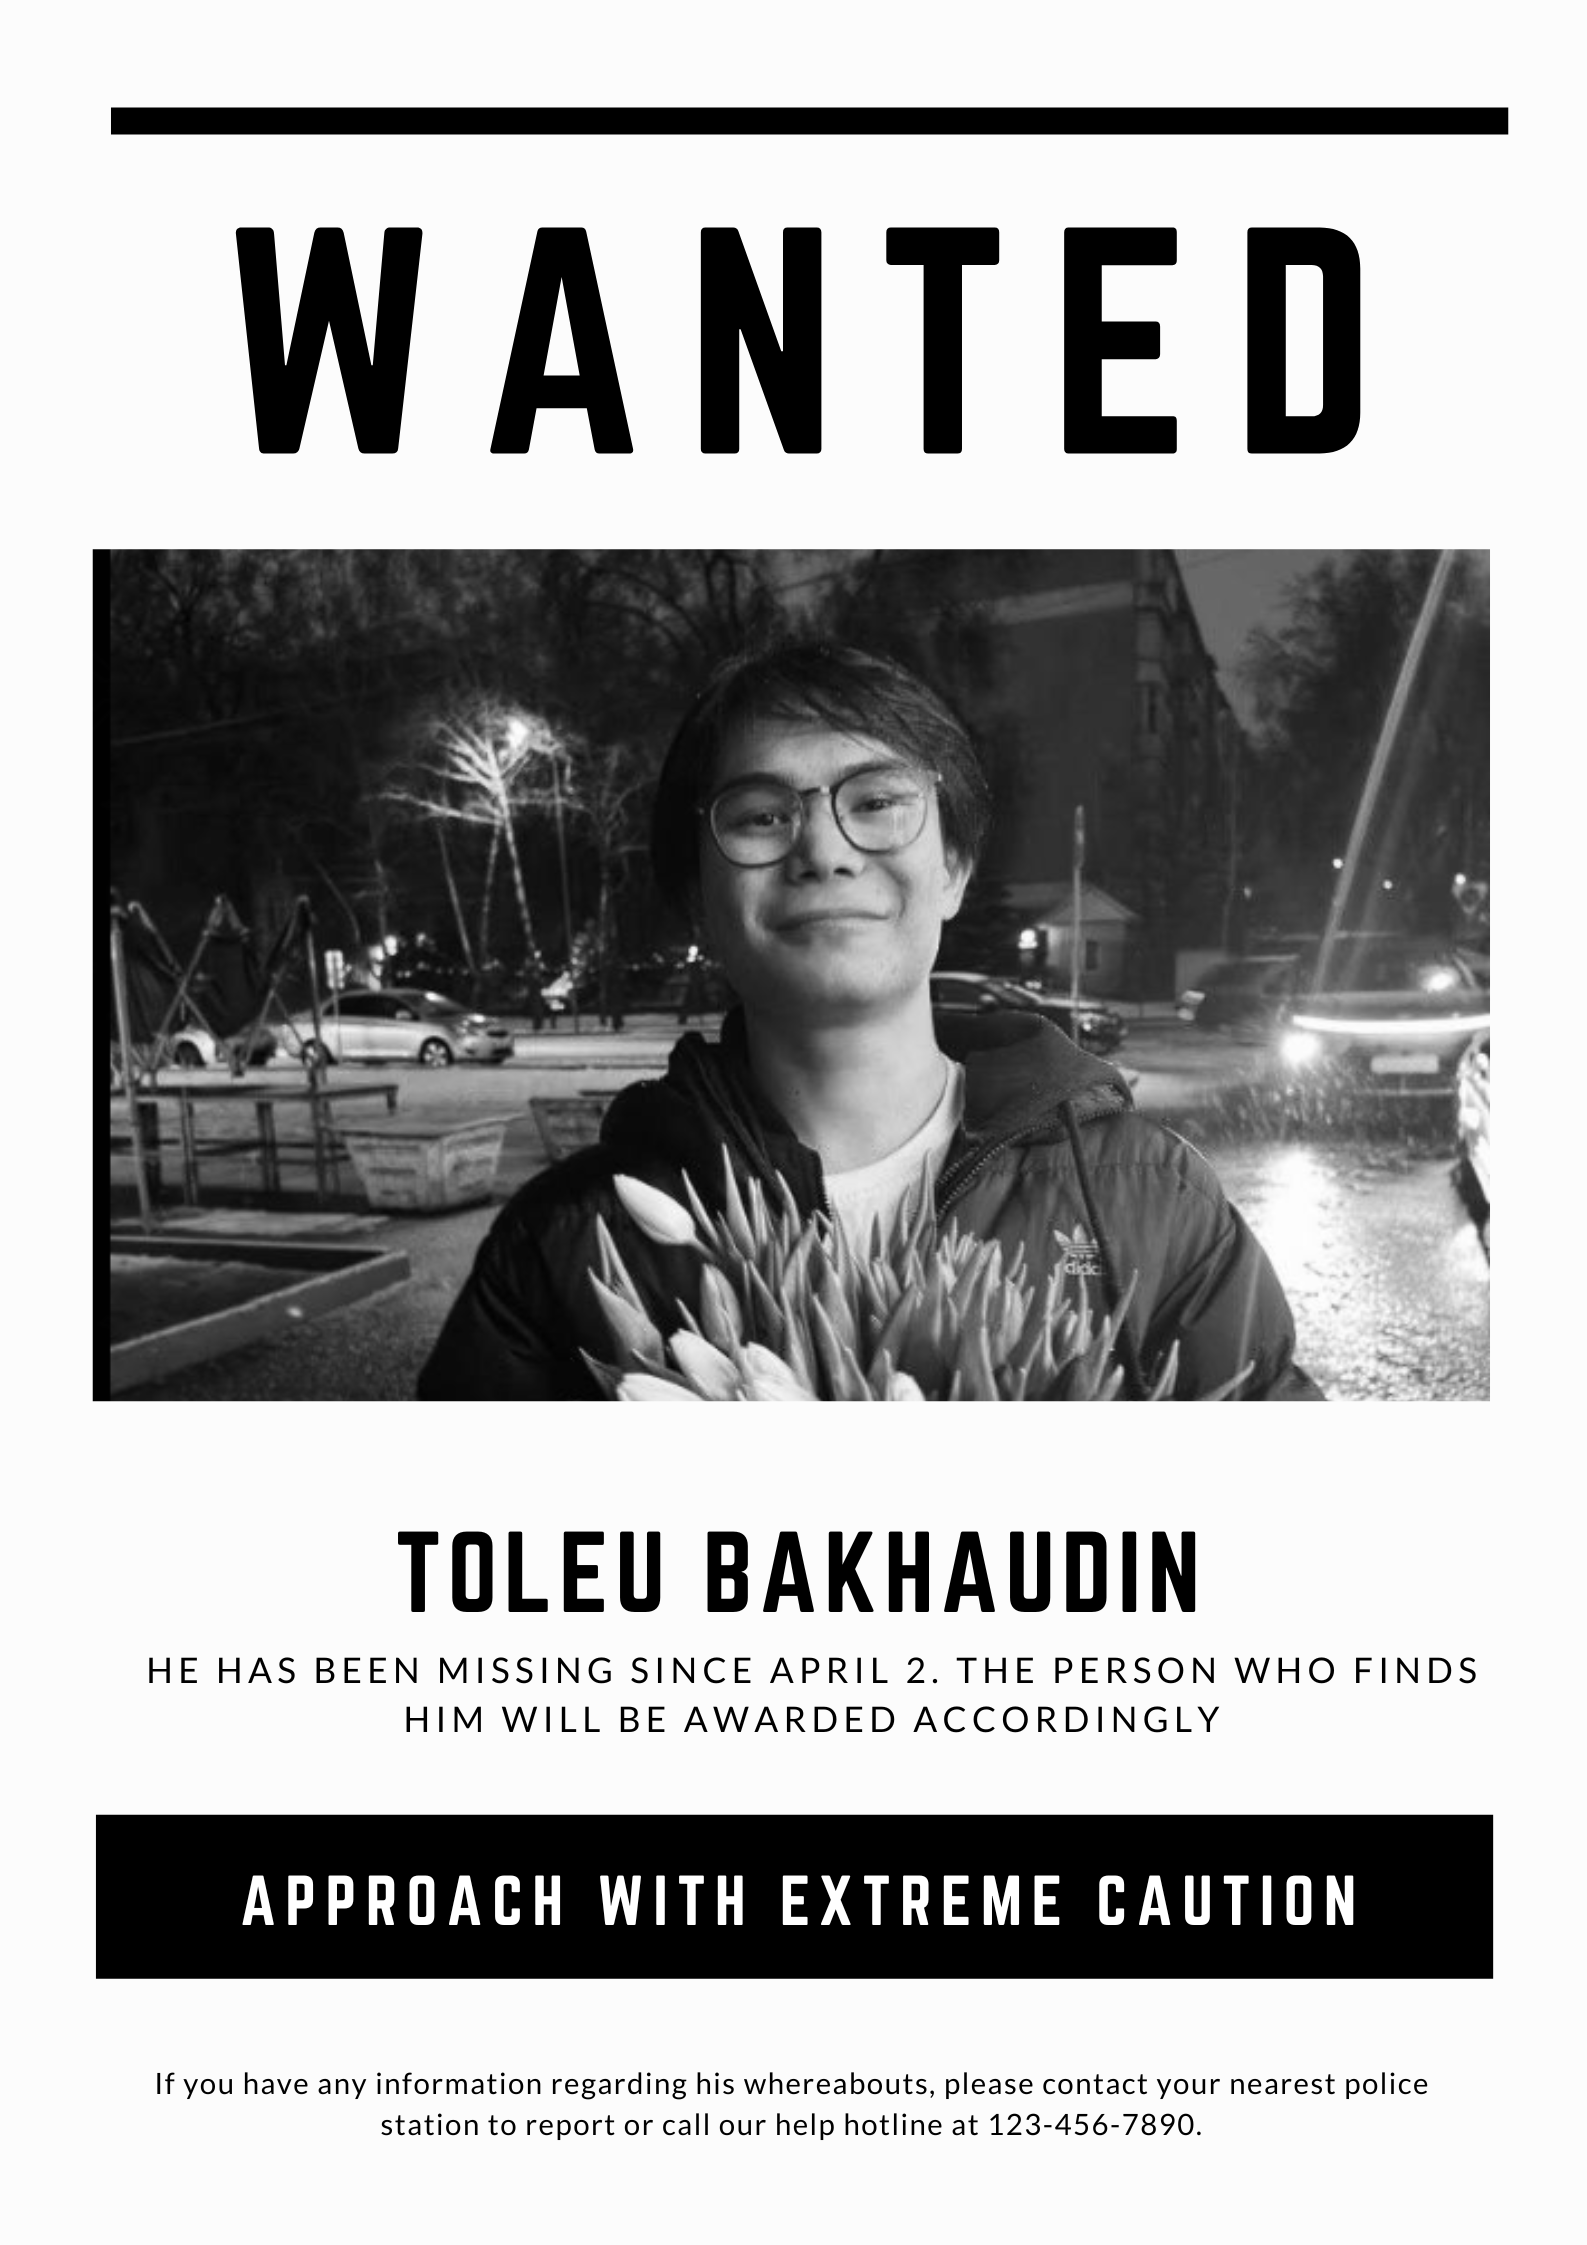 WANTED
adidas
TOLEU BAKHAUDIN
HE HAS BEEN MISSING SINCE APRIL 2. THE PERSON WHO FINDS
HIM WILL BE AWARDED ACCORDINGLY
APPROACH WITH EXTREME CAUTION
If you have any information regarding his whereabouts, please contact your nearest police
station to report or call our help hotline at 123-456-7890.